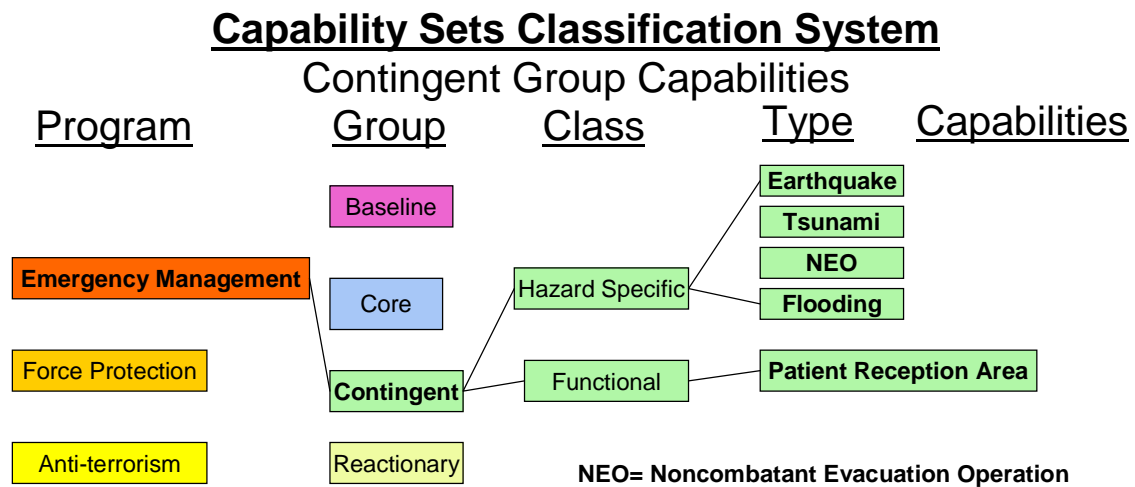 Capability Sets Classification System
Contingent Group Capabilities
Program Group Class Type Capabilities
Earthquake
Baseline
Tsunami
NEO
Emergency Management
Hazard Specific
Flooding
Core
Force Protection
Contingent
Functional
Patient Reception Area
Anti-terrorism
Reactionary
NEO= Noncombatant Evacuation Operation